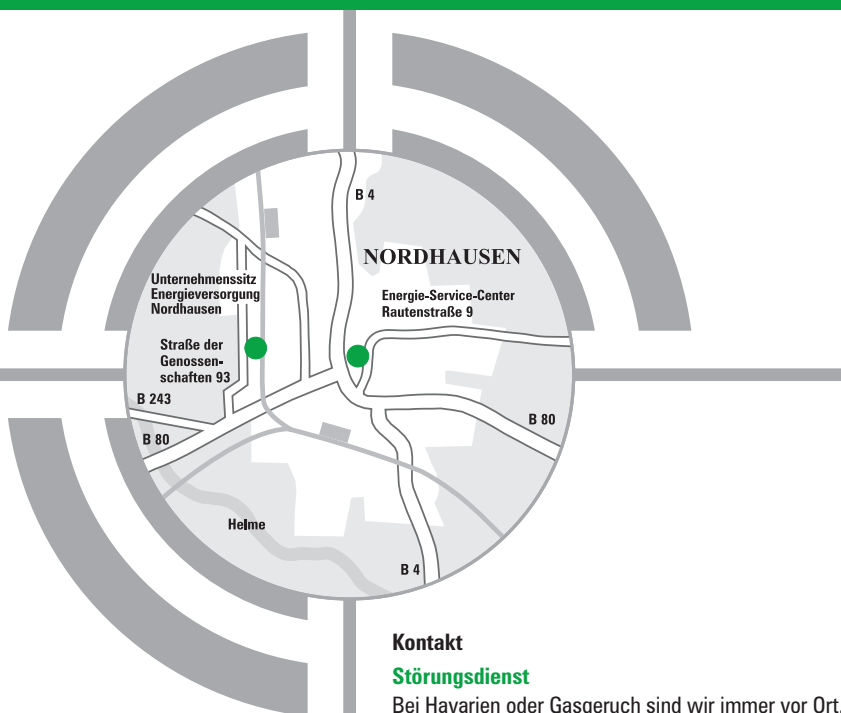 B 4
NORDHAUSEN
Unternehmenssitz
Energieversorgung
Nordhausen
Energie-Service-Center
Rautenstraße 9
Straße der
Genossen-
schaften 93
B 243
B 80
B 80
Helme
B 4
Kontakt
Störungsdienst
Bei Havarien oder Gasgeruch sind wir immer vor Ort.